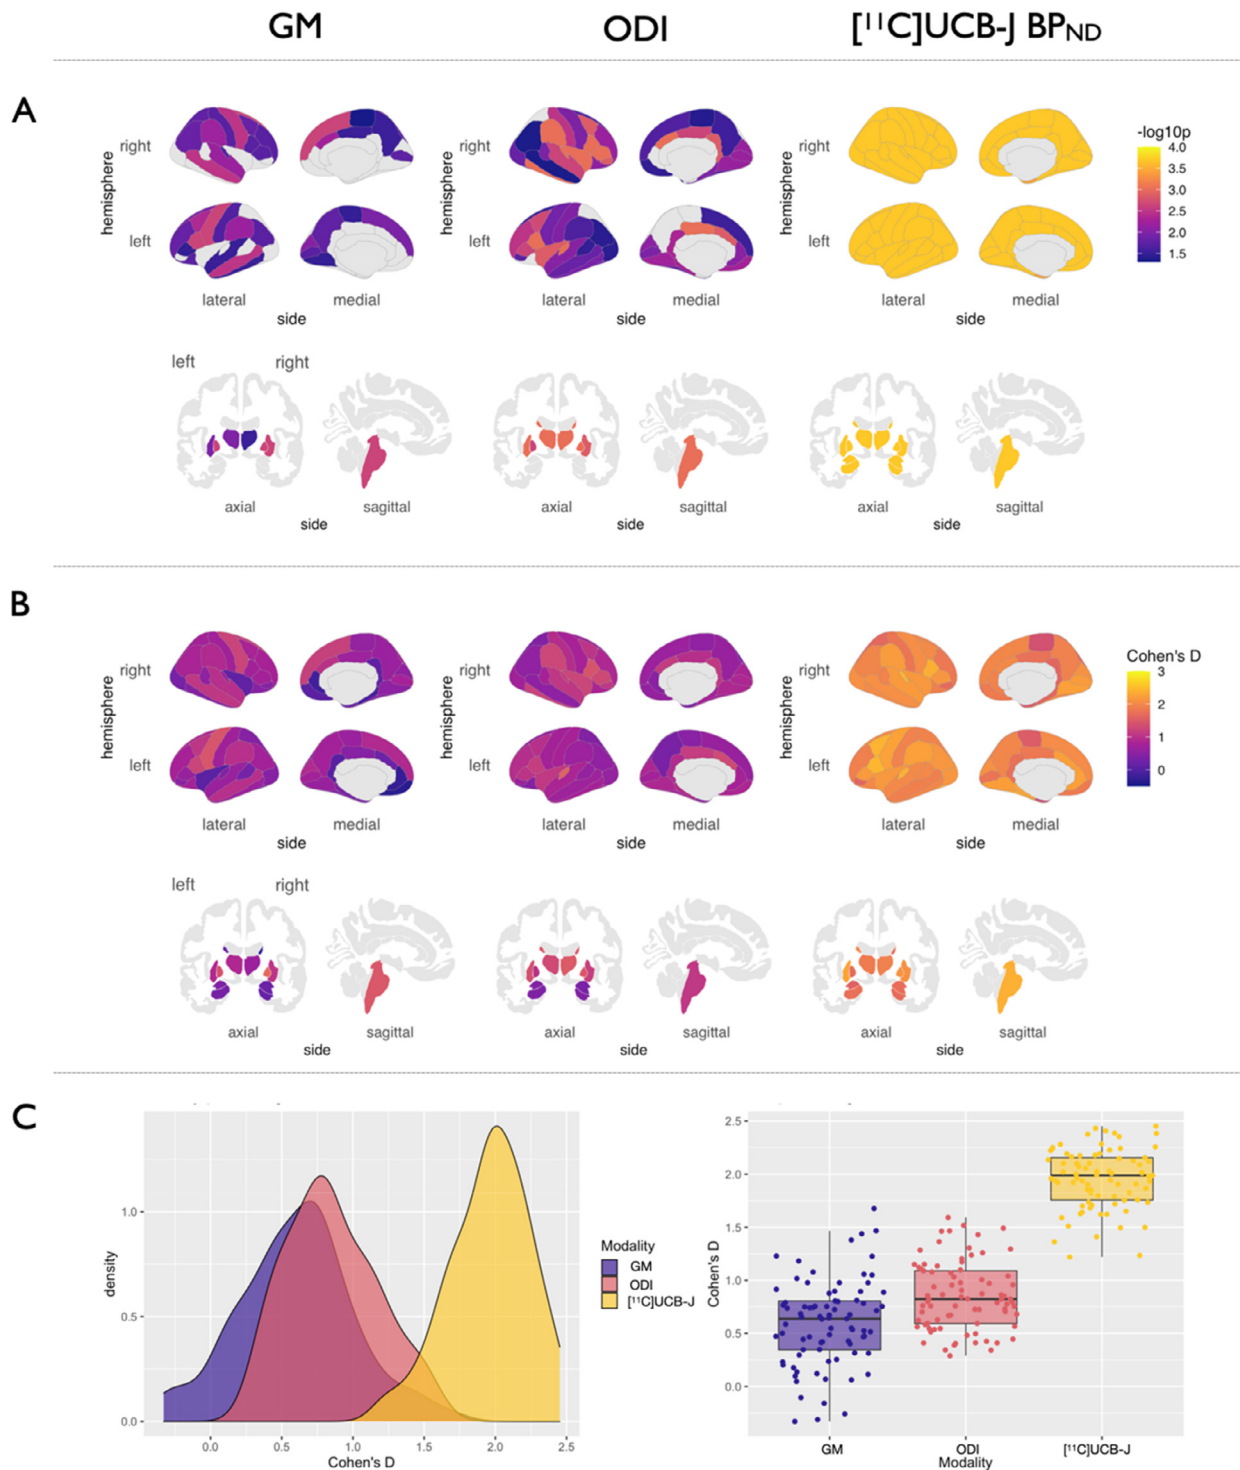 GM ODI [¹¹C]UCB-J BPND
A
hemisphere right left
lateral medial
side
hemisphere right left
lateral medial
side
hemisphere right left
lateral medial
side
-log10p
4.0
3.5
3.0
2.5
2.0
1.5
left right
axial sagittal
side
axial sagittal
side
axial sagittal
side
B
hemisphere right left
lateral medial
side
hemisphere right left
lateral medial
side
hemisphere right left
lateral medial
side
Cohen's D
3
2
1
0
left right
axial sagittal
side
axial sagittal
side
axial sagittal
side
C
density
1.0
0.5
0.0
0.0 0.5 1.0 1.5 2.0 2.5
Cohen's D
Modality
GM
ODI
[¹¹C]UCB-J
Cohen's D
2.5
2.0
1.5
1.0
0.5
0.0
GM ODI [¹¹C]UCB-J
Modality